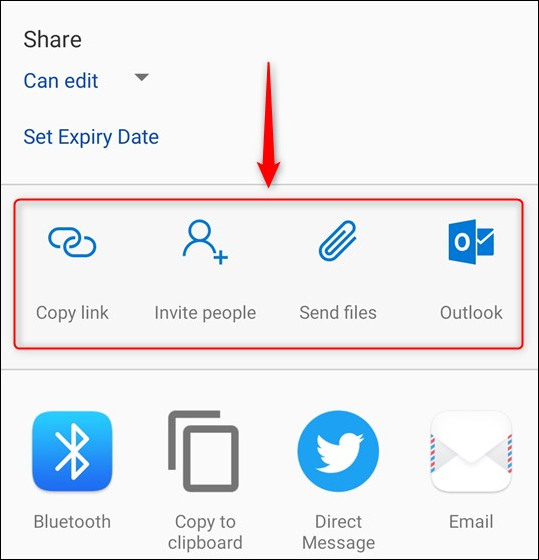 Share
Can edit
Set Expiry Date
Copy link
Invite people
Send files
Outlook
Bluetooth
Copy to
clipboard
Direct
Message
Email